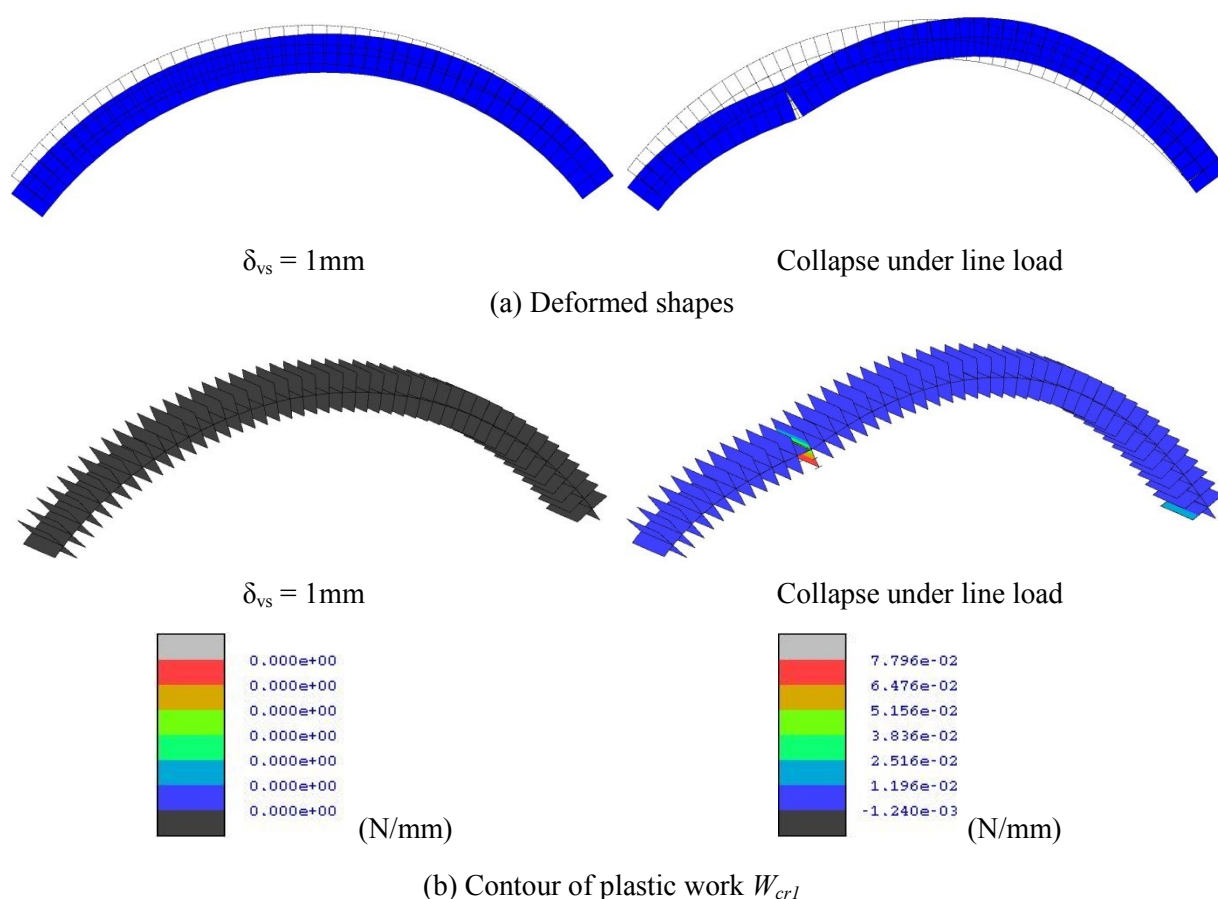 δvs = 1mm
Collapse under line load
(a) Deformed shapes
δvs = 1mm
Collapse under line load
0.000e+00
0.000e+00
0.000e+00
0.000e+00
0.000e+00
0.000e+00
0.000e+00
(N/mm)
7.796e-02
6.476e-02
5.156e-02
3.836e-02
2.516e-02
1.196e-02
-1.240e-03
(N/mm)
(b) Contour of plastic work Wcr1